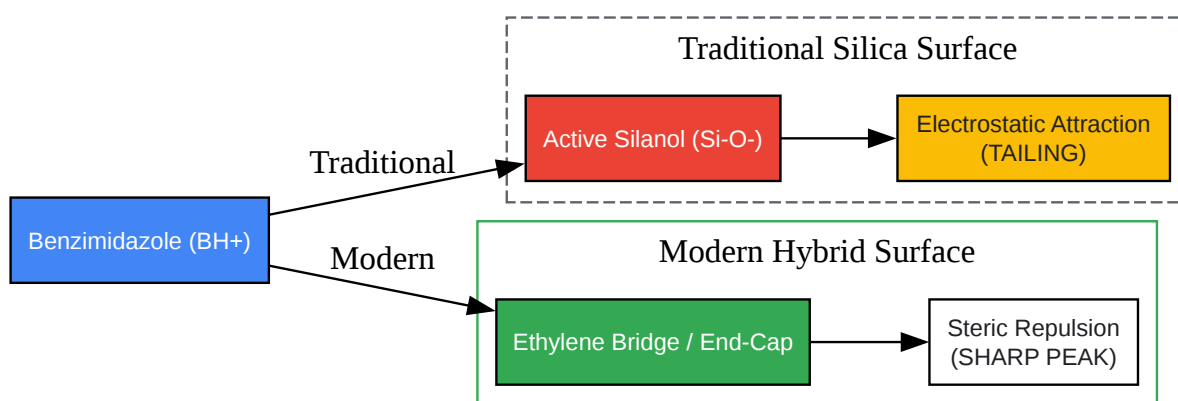 Traditional Silica Surface
Active Silanol (Si-O-)
Electrostatic Attraction
(TAILING)
Traditional
Benzimidazole (BH+)
Modern
Modern Hybrid Surface
Ethylene Bridge / End-Cap
Steric Repulsion
(SHARP PEAK)